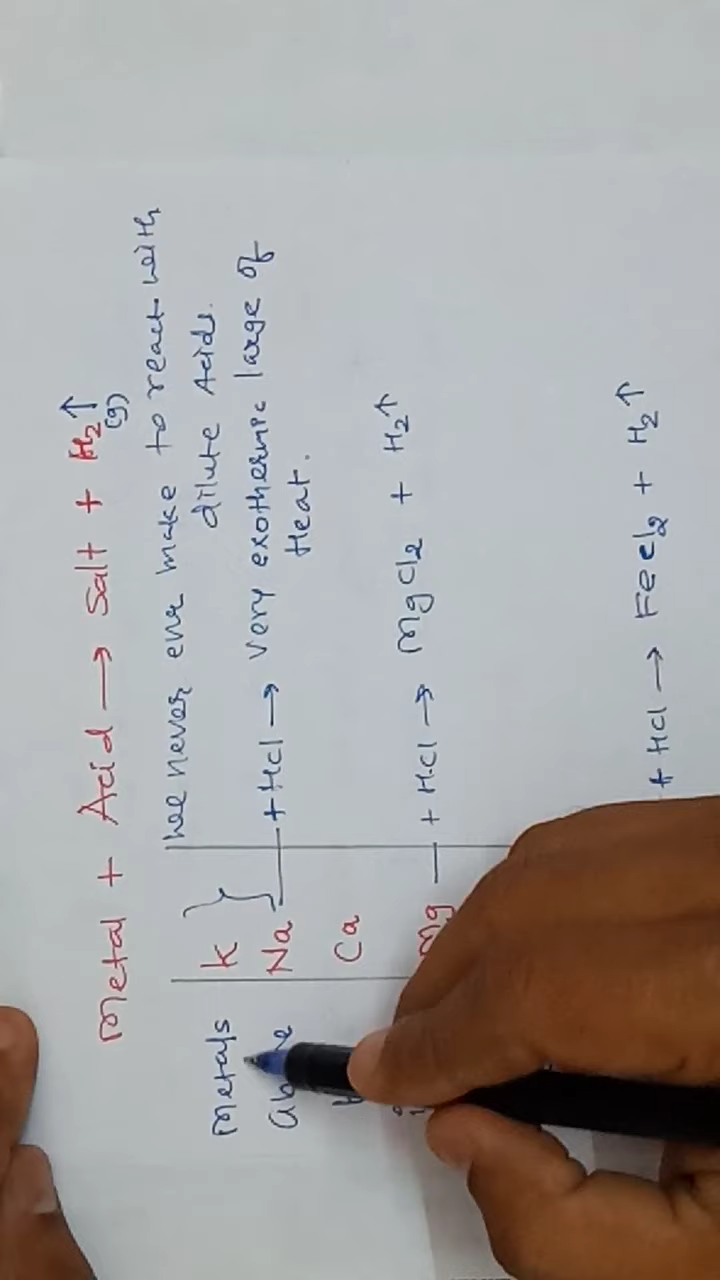 Metal + Acid → Salt + H₂↑
(g)
we never ever make to react with
dilute Acids.
Metals K
Na + Hcl → Very exothermic large of
Heat.
Ca
Mg + HCl → MgCl₂ + H₂↑
+ HCl → FeCl₂ + H₂↑